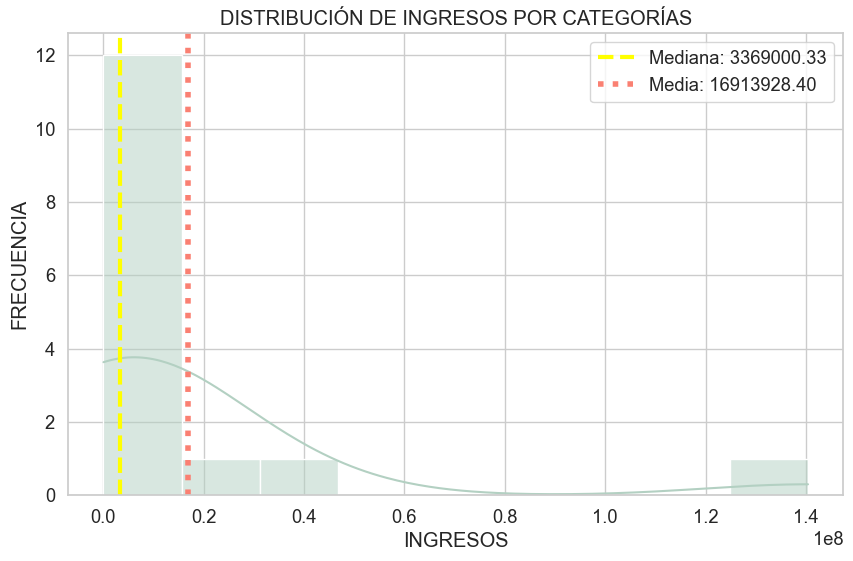 DISTRIBUCIÓN DE INGRESOS POR CATEGORÍAS
Mediana: 3369000.33
Media: 16913928.40
12
10
8
6
4
2
0
FRECUENCIA
0.0 0.2 0.4 0.6 0.8 1.0 1.2 1.4
1e8
INGRESOS